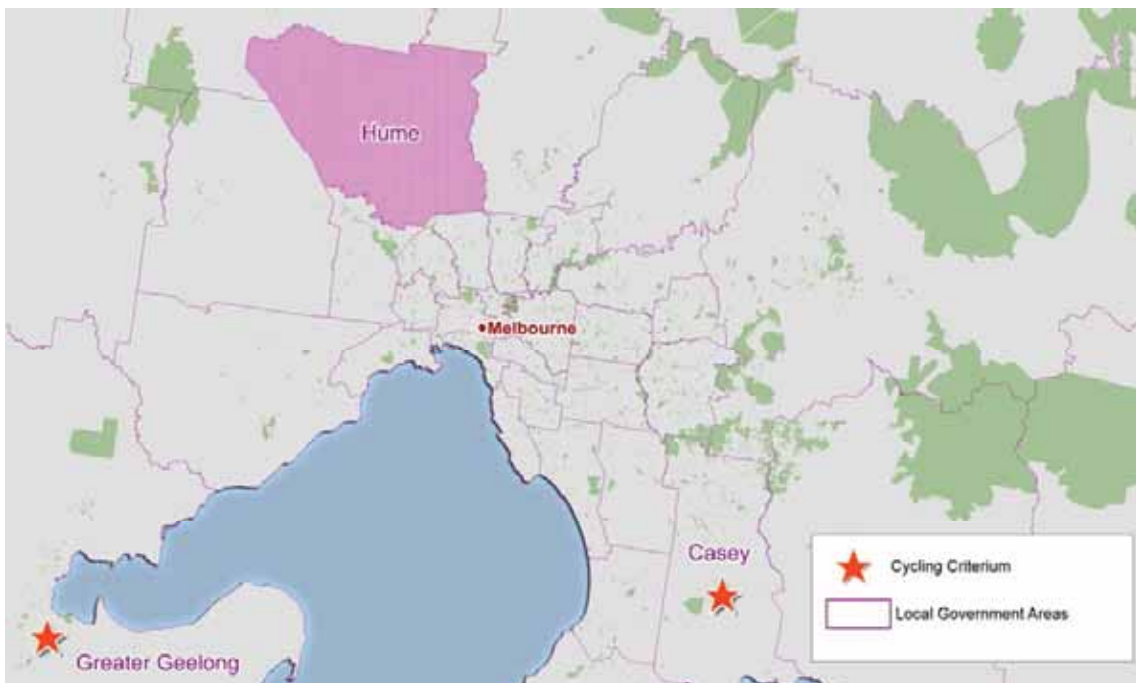 Hume
Melbourne
Casey
Greater Geelong
Cycling Criterium
Local Government Areas